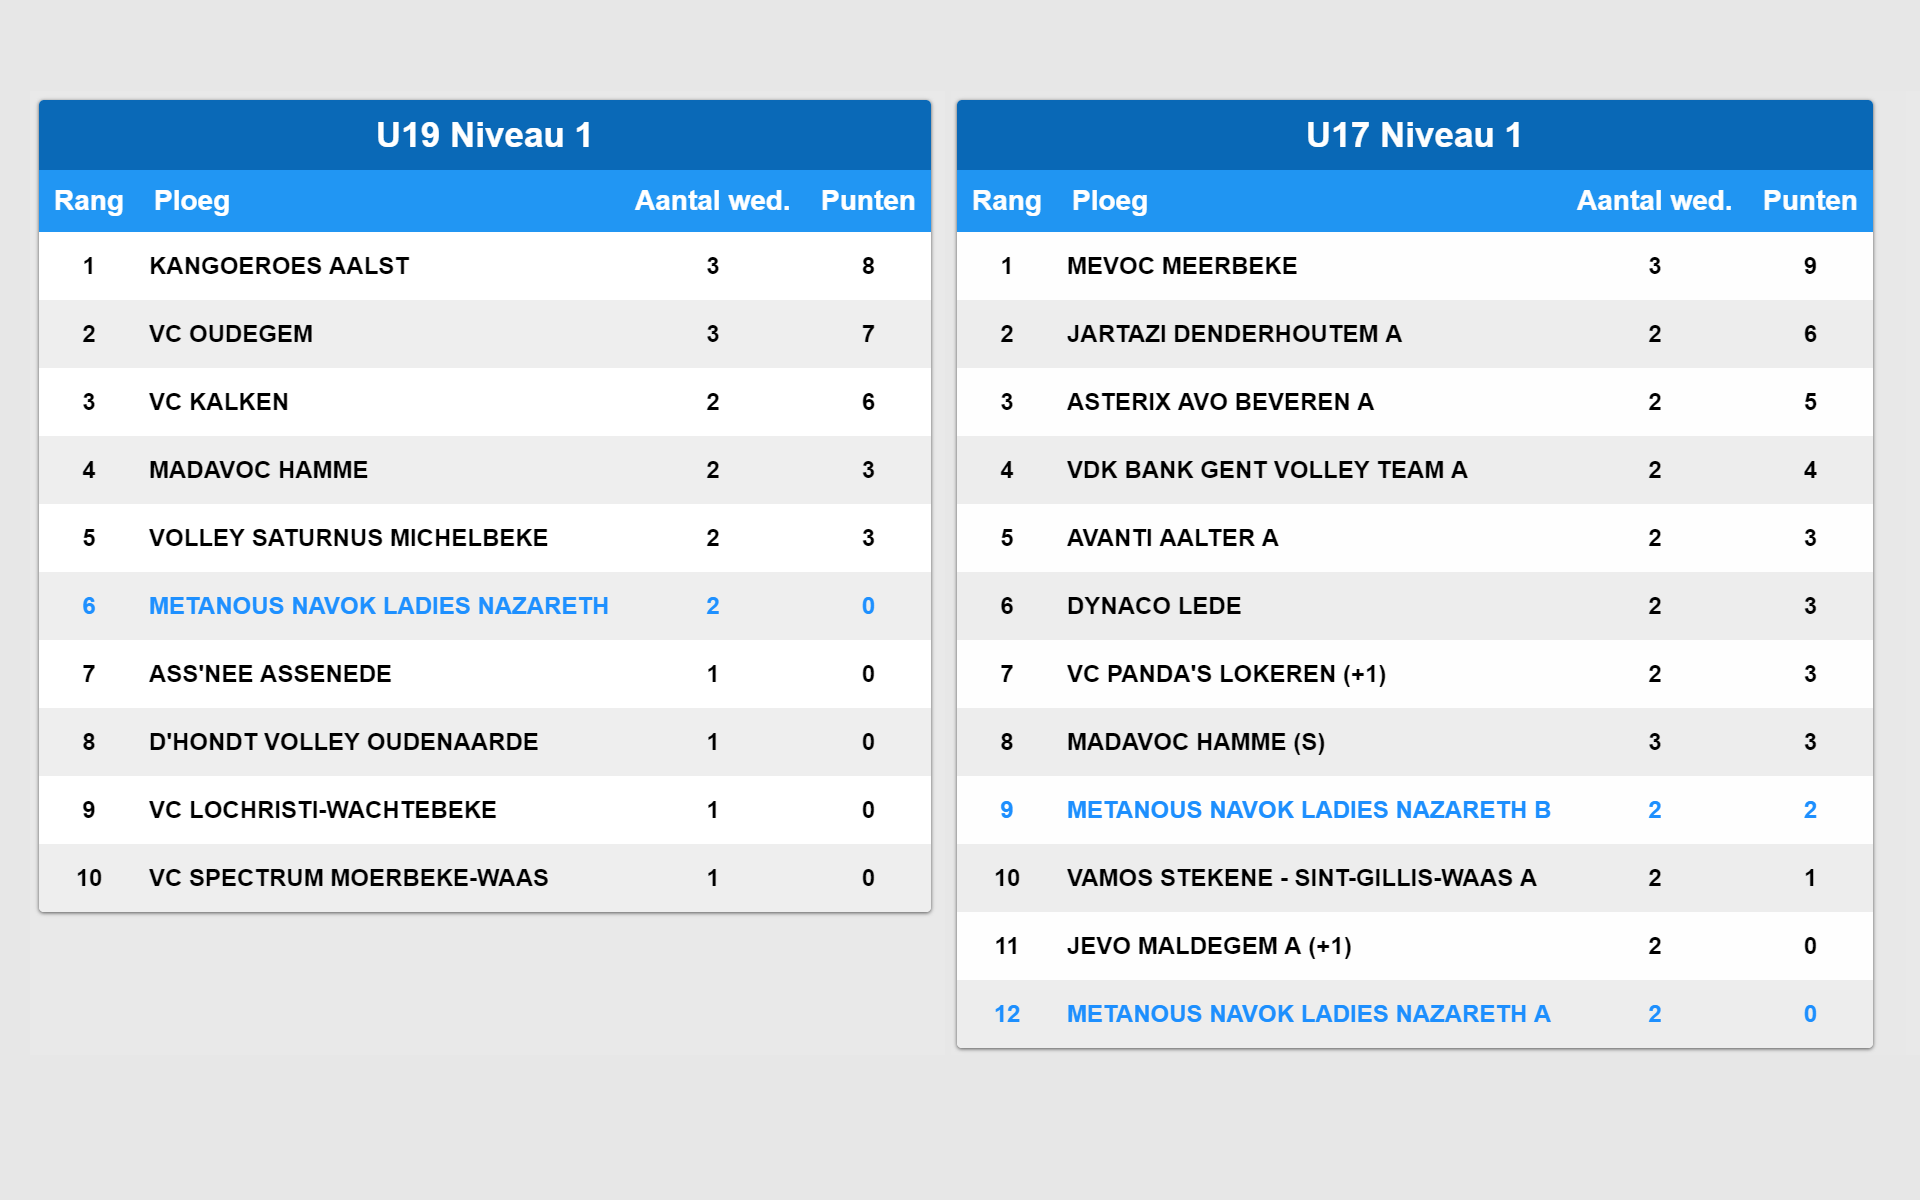 U19 Niveau 1
Rang Ploeg Aantal wed. Punten
1 KANGOEROES AALST 3 8
2 VC OUDEGEM 3 7
3 VC KALKEN 2 6
4 MADAVOC HAMME 2 3
5 VOLLEY SATURNUS MICHELBEKE 2 3
6 METANOUS NAVOK LADIES NAZARETH 2 0
7 ASS'NEE ASSENEDE 1 0
8 D'HONDT VOLLEY OUDENAARDE 1 0
9 VC LOCHRISTI-WACHTEBEKE 1 0
10 VC SPECTRUM MOERBEKE-WAAS 1 0
U17 Niveau 1
Rang Ploeg Aantal wed. Punten
1 MEVOC MEERBEKE 3 9
2 JARTAZI DENDERHOUTEM A 2 6
3 ASTERIX AVO BEVEREN A 2 5
4 VDK BANK GENT VOLLEY TEAM A 2 4
5 AVANTI AALTER A 2 3
6 DYNACO LEDE 2 3
7 VC PANDA'S LOKEREN (+1) 2 3
8 MADAVOC HAMME (S) 3 3
9 METANOUS NAVOK LADIES NAZARETH B 2 2
10 VAMOS STEKENE - SINT-GILLIS-WAAS A 2 1
11 JEVO MALDEGEM A (+1) 2 0
12 METANOUS NAVOK LADIES NAZARETH A 2 0